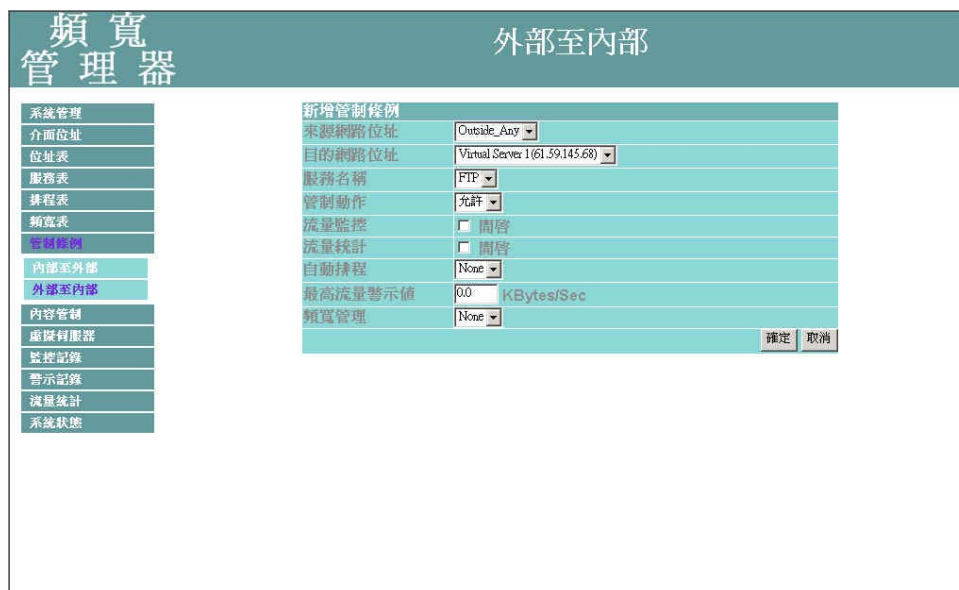 頻寬
管理器
外部至內部
系統管理
介面位址
位址表
服務表
排程表
頻寬表
管制條例
內部至外部
外部至內部
內容管制
虛擬伺服器
監控記錄
警示記錄
流量統計
系統狀態
新增管制條例
來源網路位址 Outside_Any
目的網路位址 Virtual Server 1(61.59.145.68)
服務名稱 FTP
管制動作 允許
流量監控 開啓
流量統計 開啓
自動排程 None
最高流量警示值 0.0 KBytes/Sec
頻寬管理 None
確定 取消